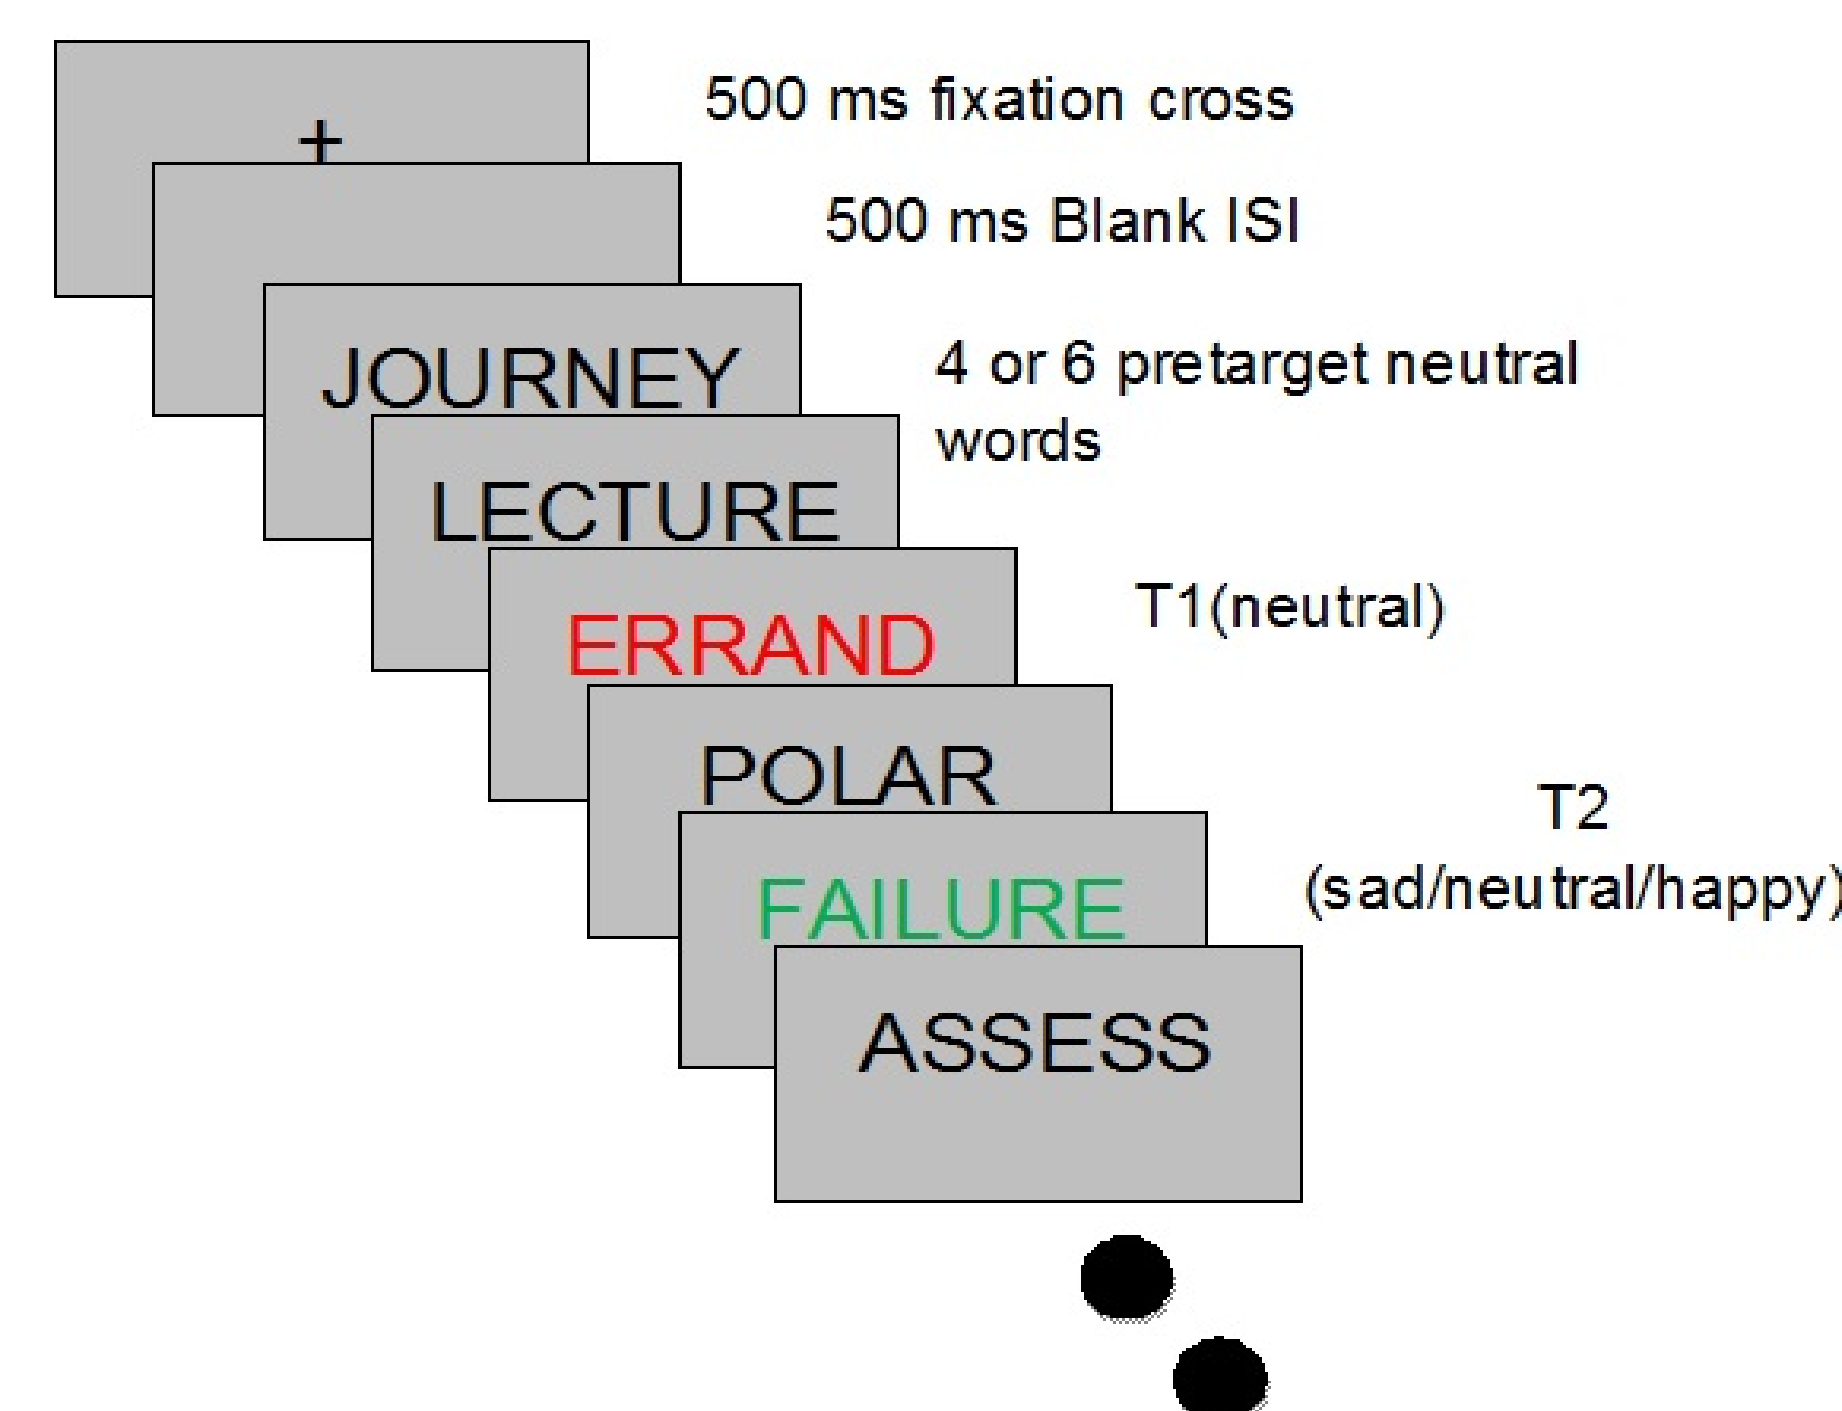 +
500 ms fixation cross
500 ms Blank ISI
JOURNEY
4 or 6 pretarget neutral
words
LECTURE
ERRAND
T1(neutral)
POLAR
T2
(sad/neutral/happy)
FAILURE
ASSESS